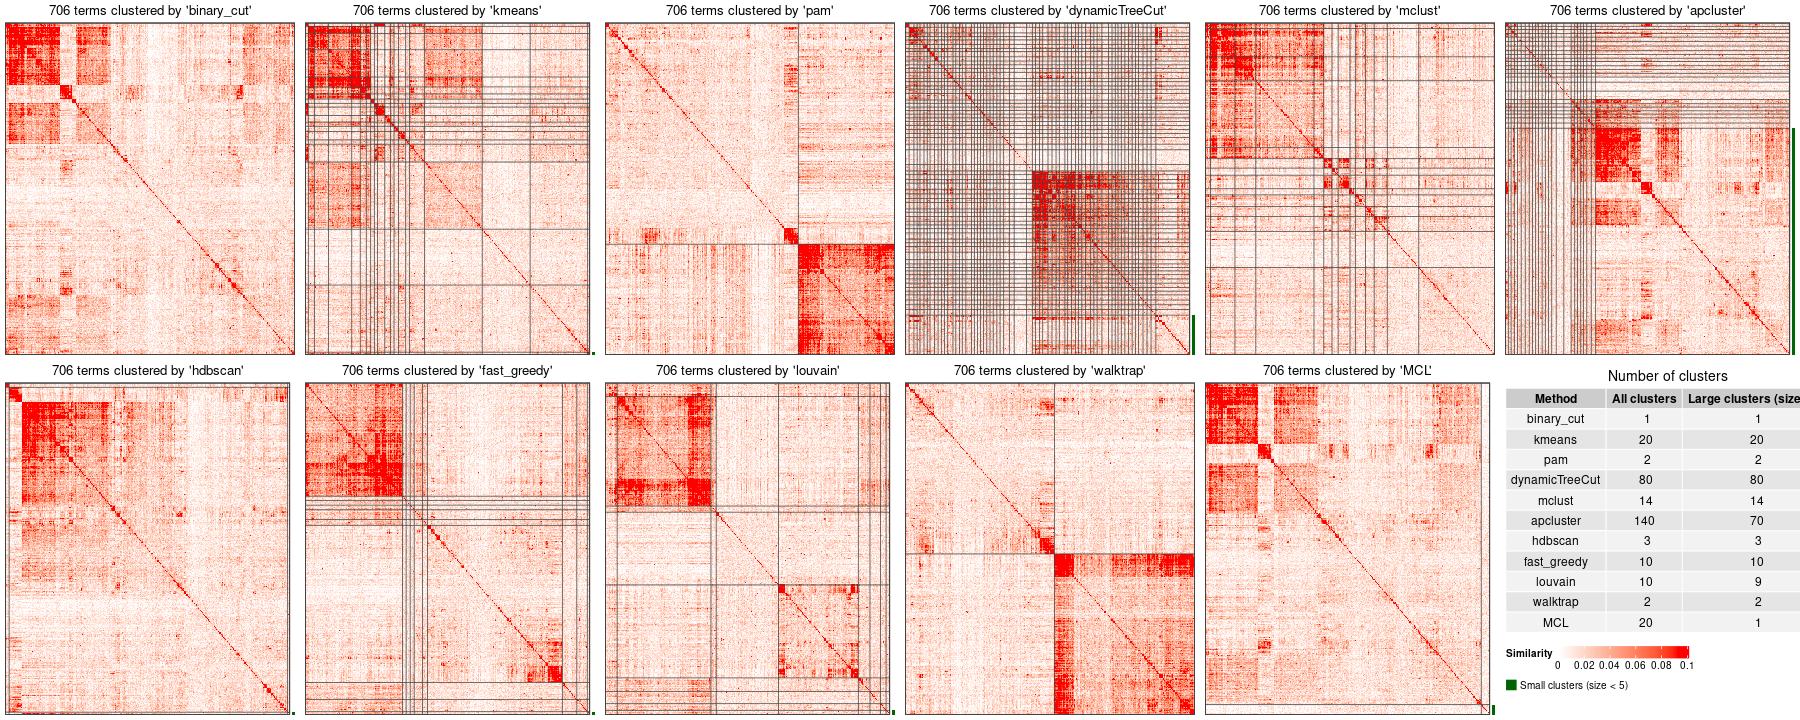 706 terms clustered by 'binary_cut'
706 terms clustered by 'kmeans'
706 terms clustered by 'pam'
706 terms clustered by 'dynamicTreeCut'
706 terms clustered by 'mclust'
706 terms clustered by 'apcluster'
706 terms clustered by 'hdbscan'
706 terms clustered by 'fast_greedy'
706 terms clustered by 'louvain'
706 terms clustered by 'walktrap'
706 terms clustered by 'MCL'
Number of clusters
Method All clusters Large clusters (size
binary_cut 1 1
kmeans 20 20
pam 2 2
dynamicTreeCut 80 80
mclust 14 14
apcluster 140 70
hdbscan 3 3
fast_greedy 10 10
louvain 10 9
walktrap 2 2
MCL 20 1
Similarity
0 0.02 0.04 0.06 0.08 0.1
Small clusters (size < 5)